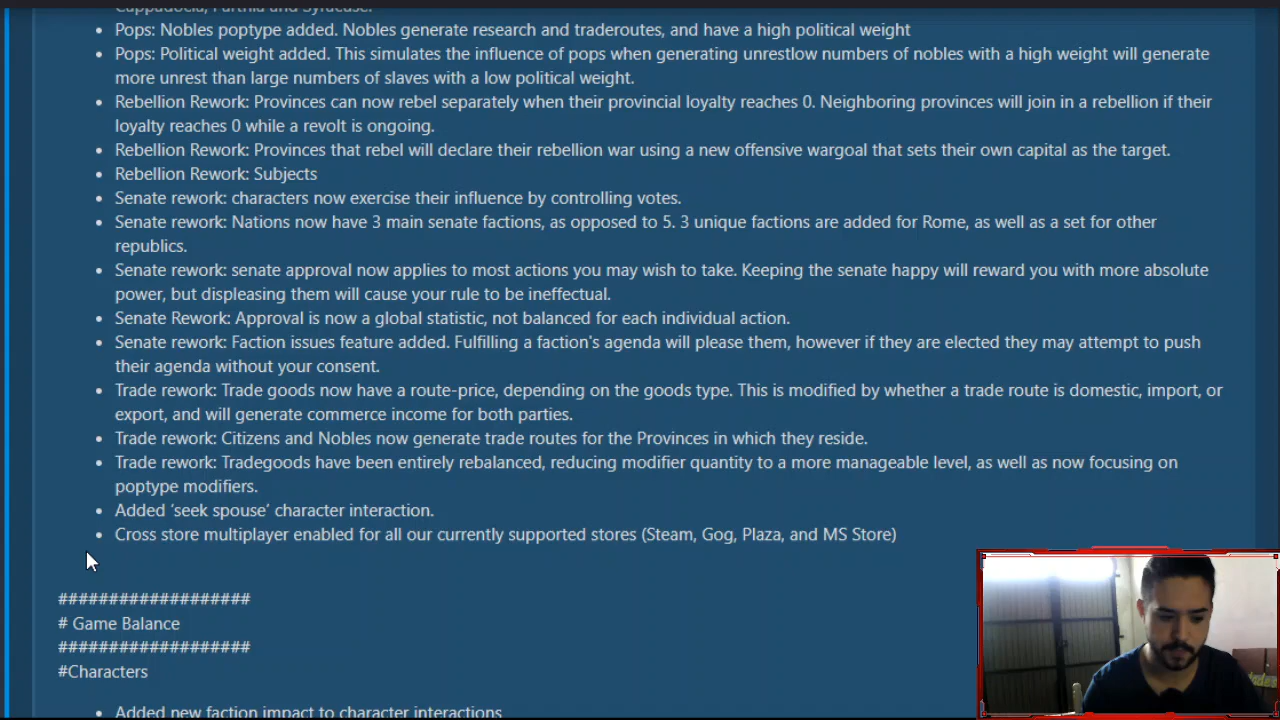 Cappadocia, Parthia and Syracuse.
• Pops: Nobles poptype added. Nobles generate research and traderoutes, and have a high political weight
• Pops: Political weight added. This simulates the influence of pops when generating unrestlow numbers of nobles with a high weight will generate
more unrest than large numbers of slaves with a low political weight.
• Rebellion Rework: Provinces can now rebel separately when their provincial loyalty reaches 0. Neighboring provinces will join in a rebellion if their
loyalty reaches 0 while a revolt is ongoing.
• Rebellion Rework: Provinces that rebel will declare their rebellion war using a new offensive wargoal that sets their own capital as the target.
• Rebellion Rework: Subjects
• Senate rework: characters now exercise their influence by controlling votes.
• Senate rework: Nations now have 3 main senate factions, as opposed to 5. 3 unique factions are added for Rome, as well as a set for other
republics.
• Senate rework: senate approval now applies to most actions you may wish to take. Keeping the senate happy will reward you with more absolute
power, but displeasing them will cause your rule to be ineffectual.
• Senate Rework: Approval is now a global statistic, not balanced for each individual action.
• Senate rework: Faction issues feature added. Fulfilling a faction's agenda will please them, however if they are elected they may attempt to push
their agenda without your consent.
• Trade rework: Trade goods now have a route-price, depending on the goods type. This is modified by whether a trade route is domestic, import, or
export, and will generate commerce income for both parties.
• Trade rework: Citizens and Nobles now generate trade routes for the Provinces in which they reside.
• Trade rework: Tradegoods have been entirely rebalanced, reducing modifier quantity to a more manageable level, as well as now focusing on
poptype modifiers.
• Added ‘seek spouse’ character interaction.
• Cross store multiplayer enabled for all our currently supported stores (Steam, Gog, Plaza, and MS Store)
###################
# Game Balance
###################
#Characters
• Added new faction impact to character interactions